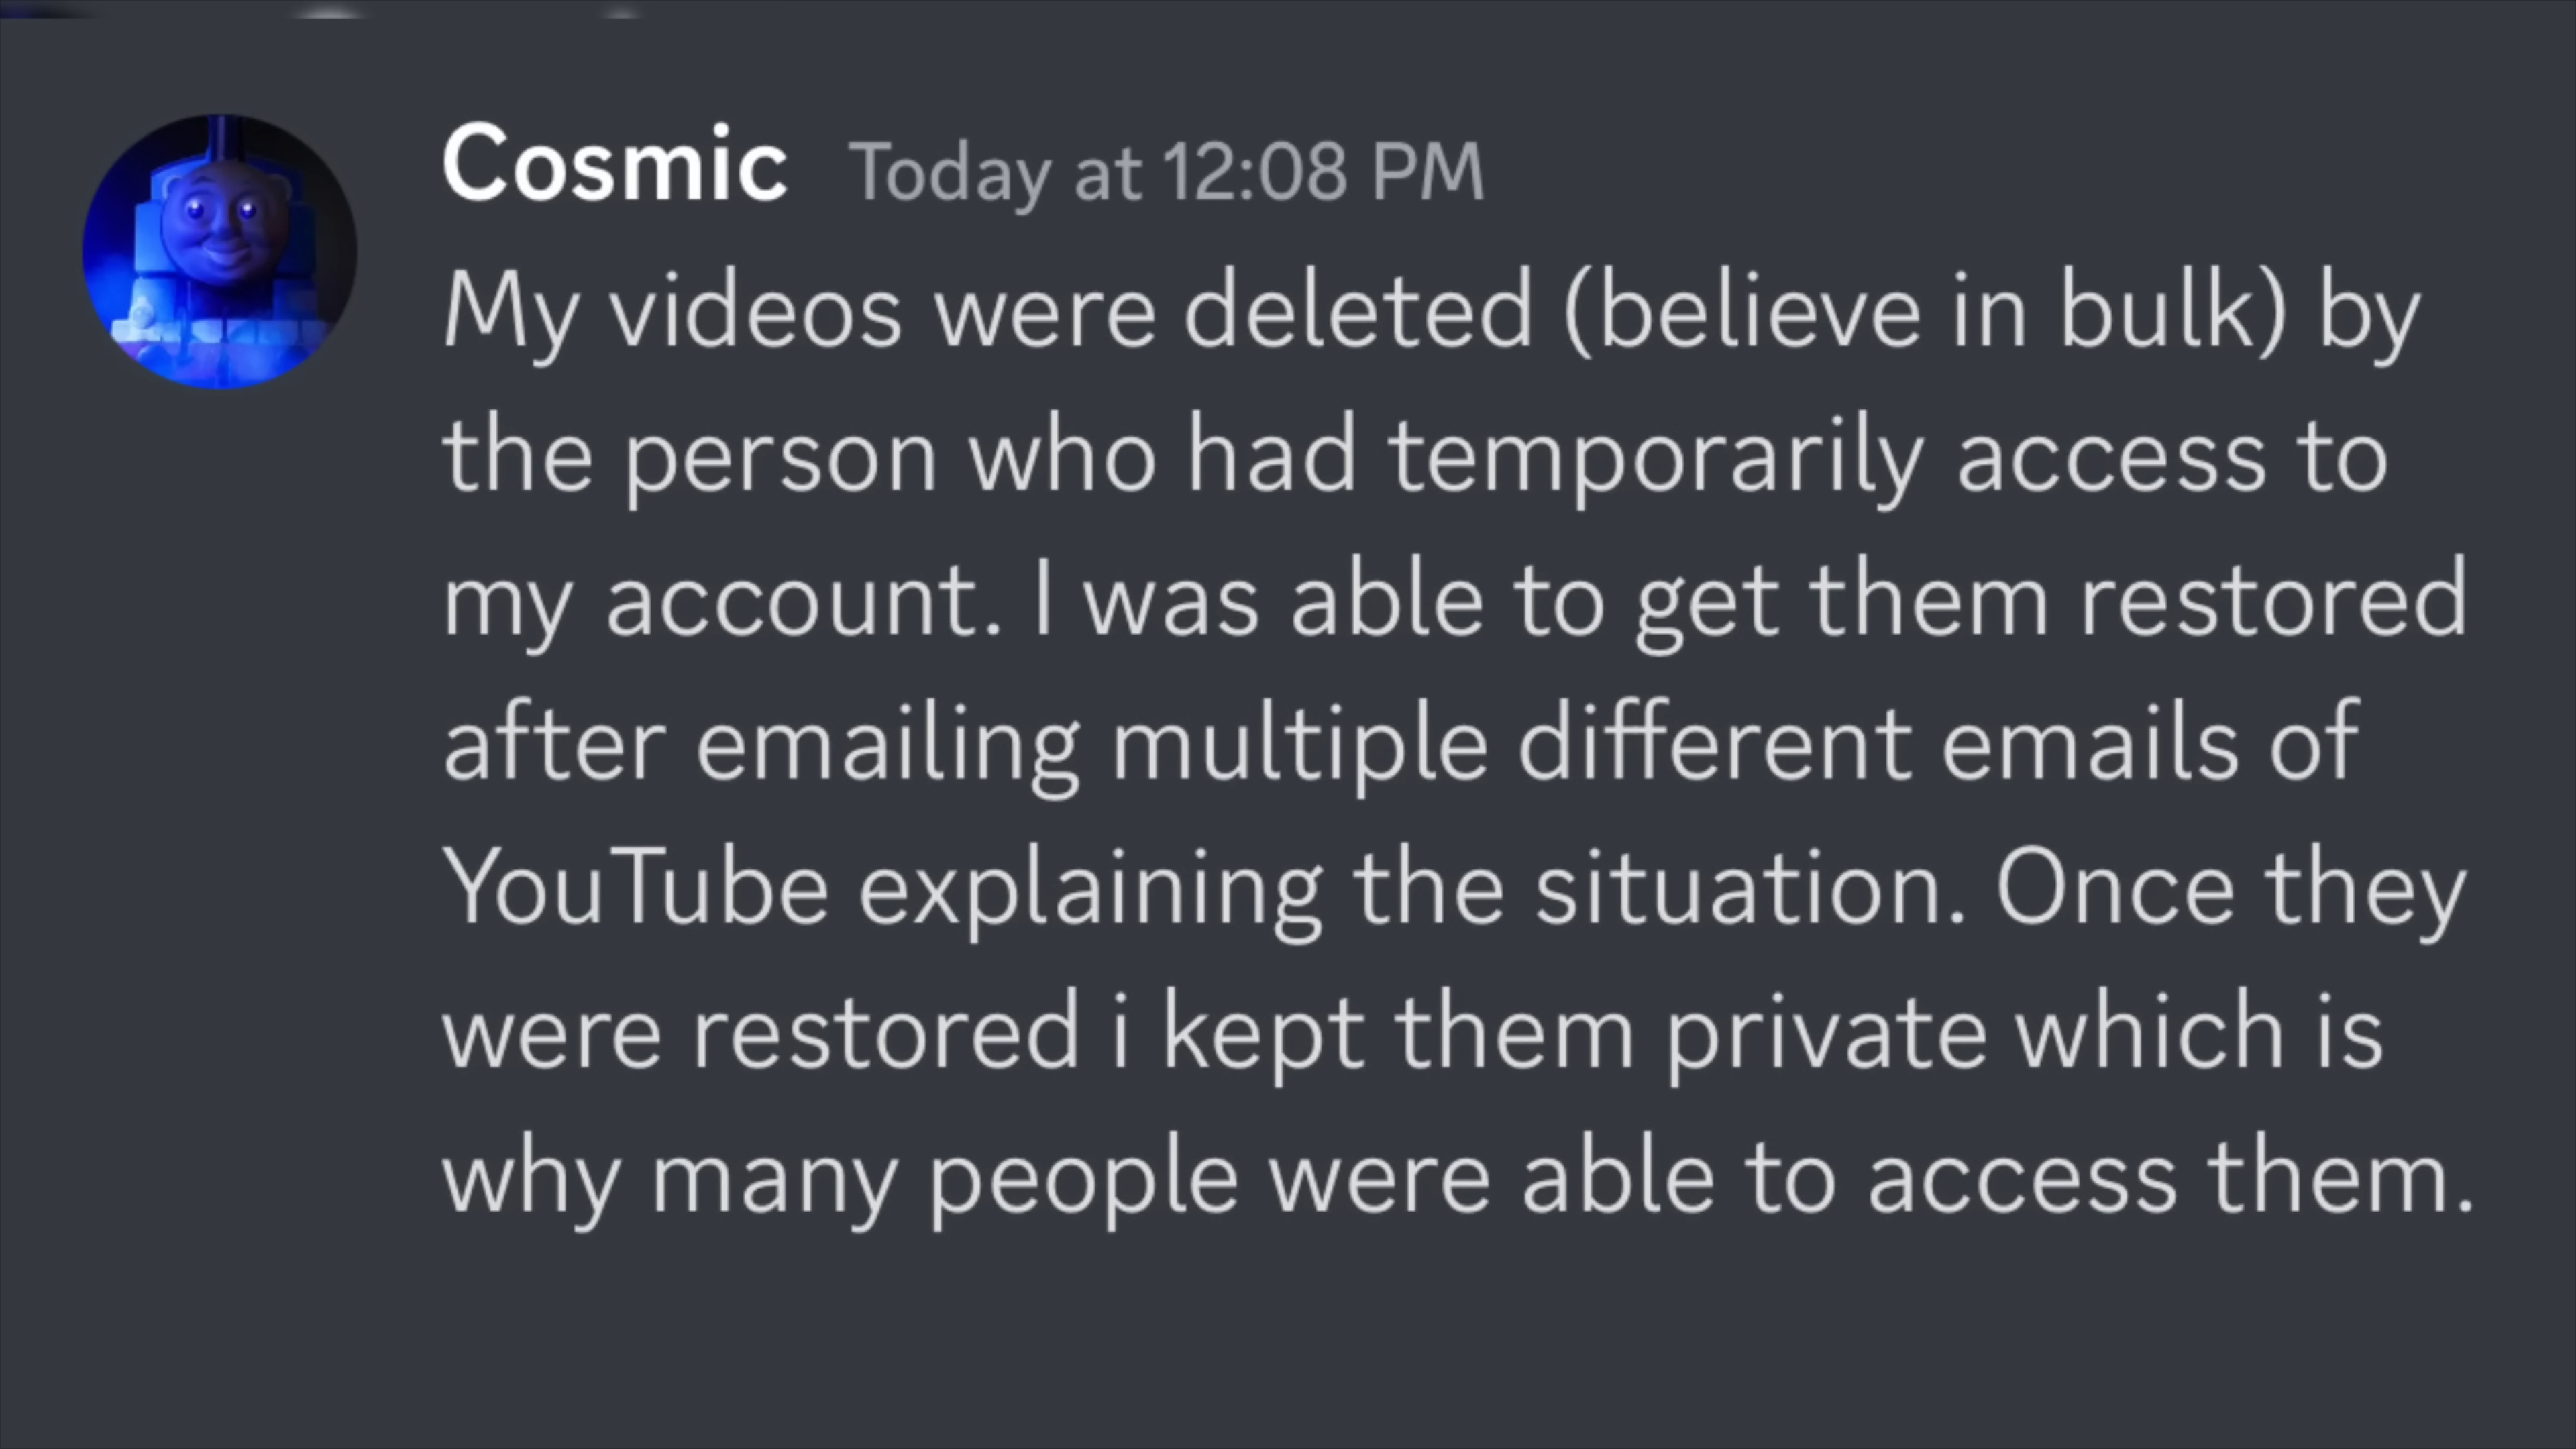 Cosmic Today at 12:08 PM
My videos were deleted (believe in bulk) by
the person who had temporarily access to
my account. I was able to get them restored
after emailing multiple different emails of
YouTube explaining the situation. Once they
were restored i kept them private which is
why many people were able to access them.